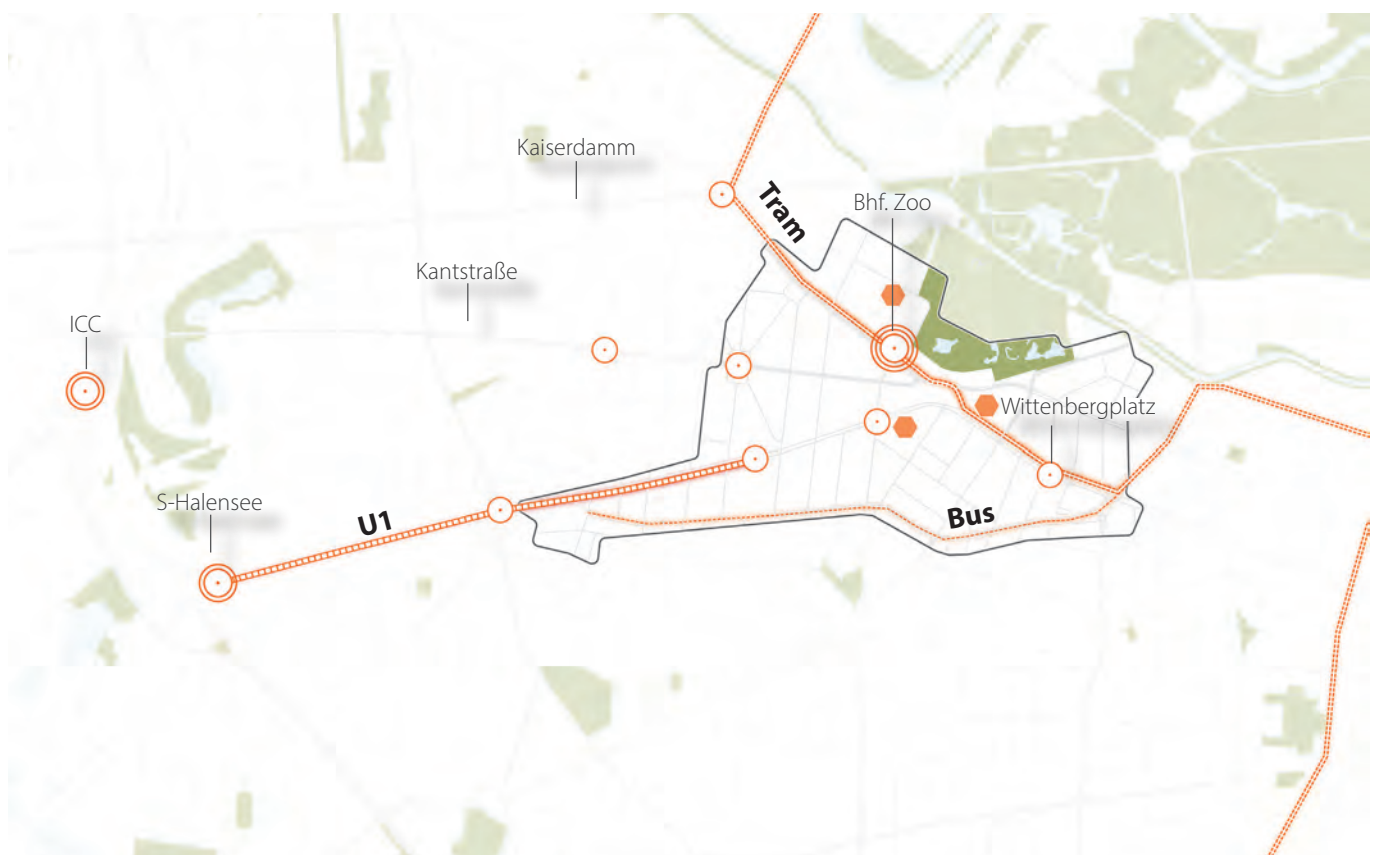 Kaiserdamm
Tram
Bhf. Zoo
Kantstraße
ICC
Wittenbergplatz
S-Halensee
U1
Bus